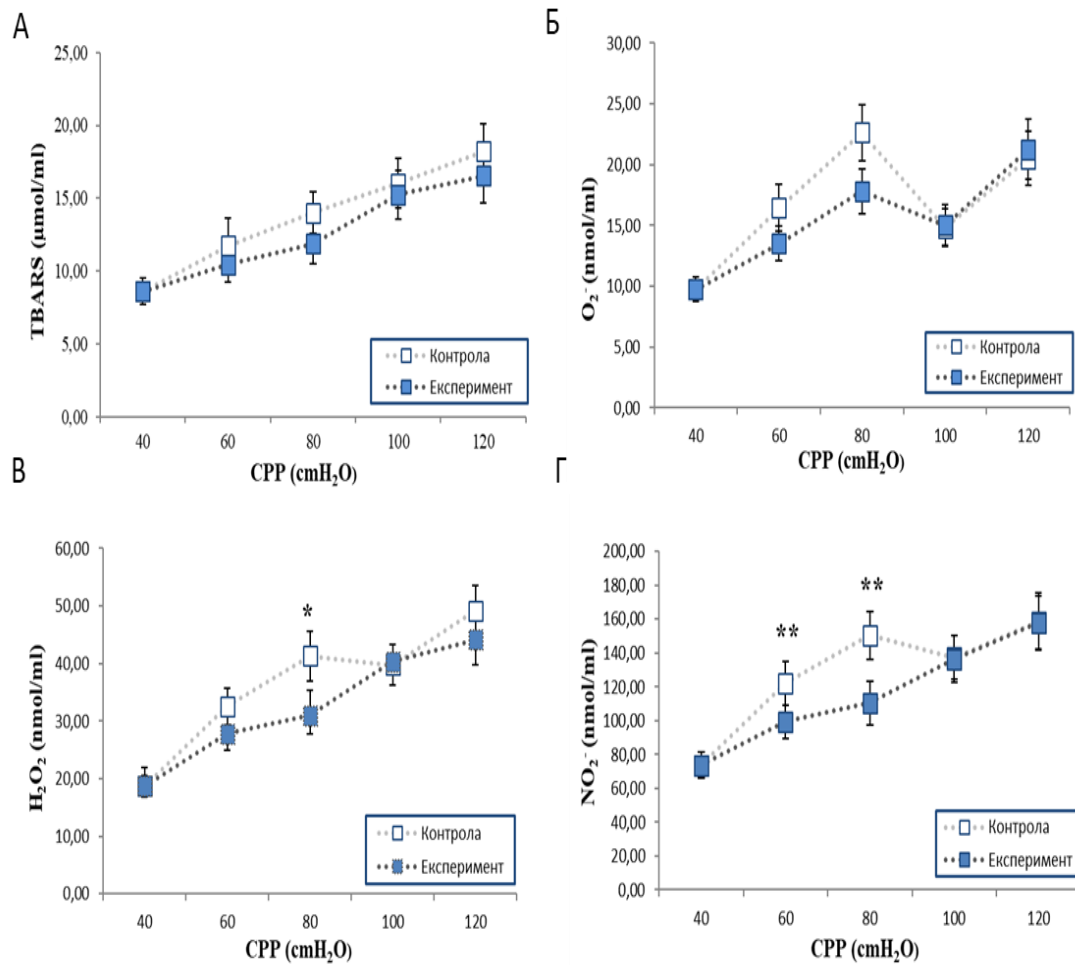 А
25,00
20,00
15,00
10,00
5,00
0,00
TBARS (μmol/ml)
40 60 80 100 120
CPP (cmH₂O)
Контрола
Експеримент
Б
30,00
25,00
20,00
15,00
10,00
5,00
0,00
O₂⁻ (nmol/ml)
40 60 80 100 120
CPP (cmH₂O)
Контрола
Експеримент
В
60,00
50,00
40,00
30,00
20,00
10,00
0,00
H₂O₂ (nmol/ml)
*
40 60 80 100 120
CPP (cmH₂O)
Контрола
Експеримент
Г
200,00
180,00
160,00
140,00
120,00
100,00
80,00
60,00
40,00
20,00
0,00
NO₂⁻ (nmol/ml)
**
**
40 60 80 100 120
CPP (cmH₂O)
Контрола
Експеримент